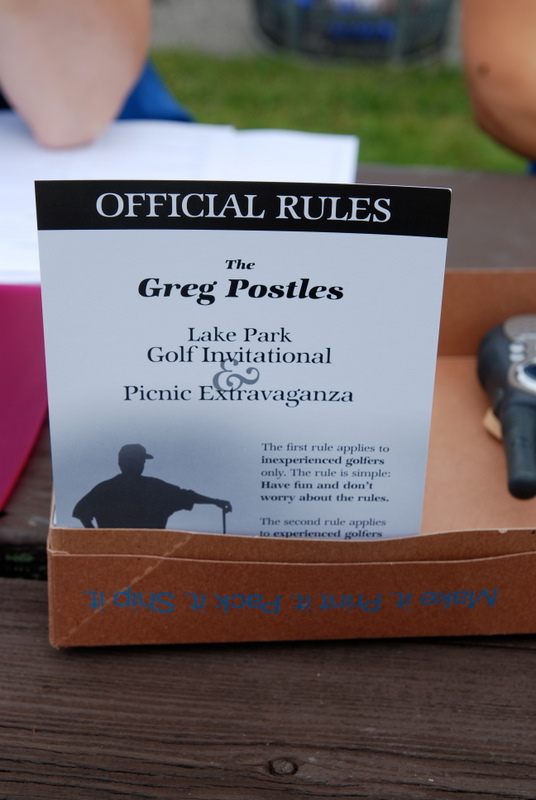 OFFICIAL RULES
The
Greg Postles
Lake Park
Golf Invitational
&
Picnic Extravaganza
The first rule applies to
inexperienced golfers
only. The rule is simple:
Have fun and don't
worry about the rules.
The second rule applies
to experienced golfers
Make it. Print it. Pack it. Ship it.